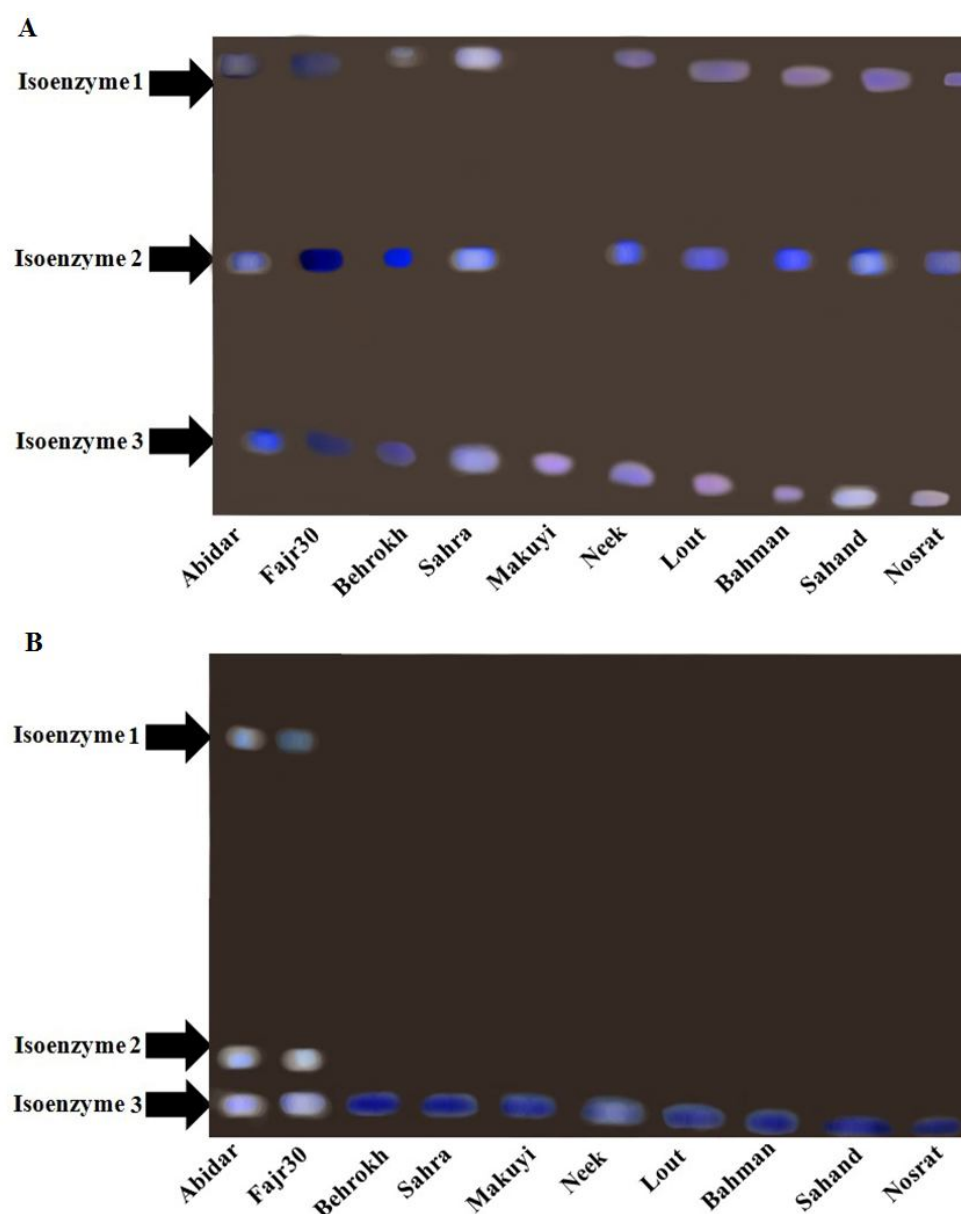 A
Isoenzyme 1
Isoenzyme 2
Isoenzyme 3
Abidar
Fajr30
Behrokh
Sahra
Makuyi
Neek
Lout
Bahman
Sahand
Nosrat
B
Isoenzyme 1
Isoenzyme 2
Isoenzyme 3
Abidar
Fajr30
Behrokh
Sahra
Makuyi
Neek
Lout
Bahman
Sahand
Nosrat